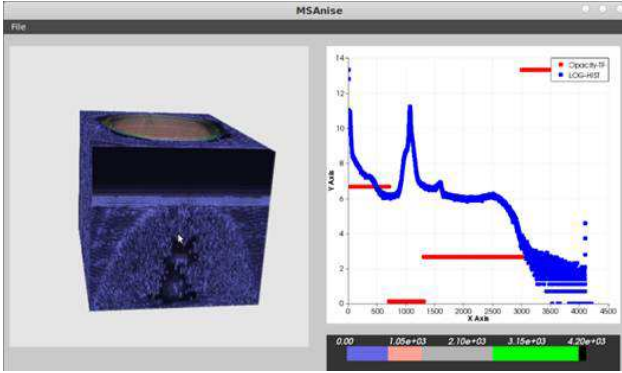 MSAnise
File
14
12
10
8
6
4
2
0
Y Axis
0 500 1000 1500 2000 2500 3000 3500 4000 4500
X Axis
Opacity-TF
LOG-HIST
0.00 1.05e+03 2.10e+03 3.15e+03 4.20e+03